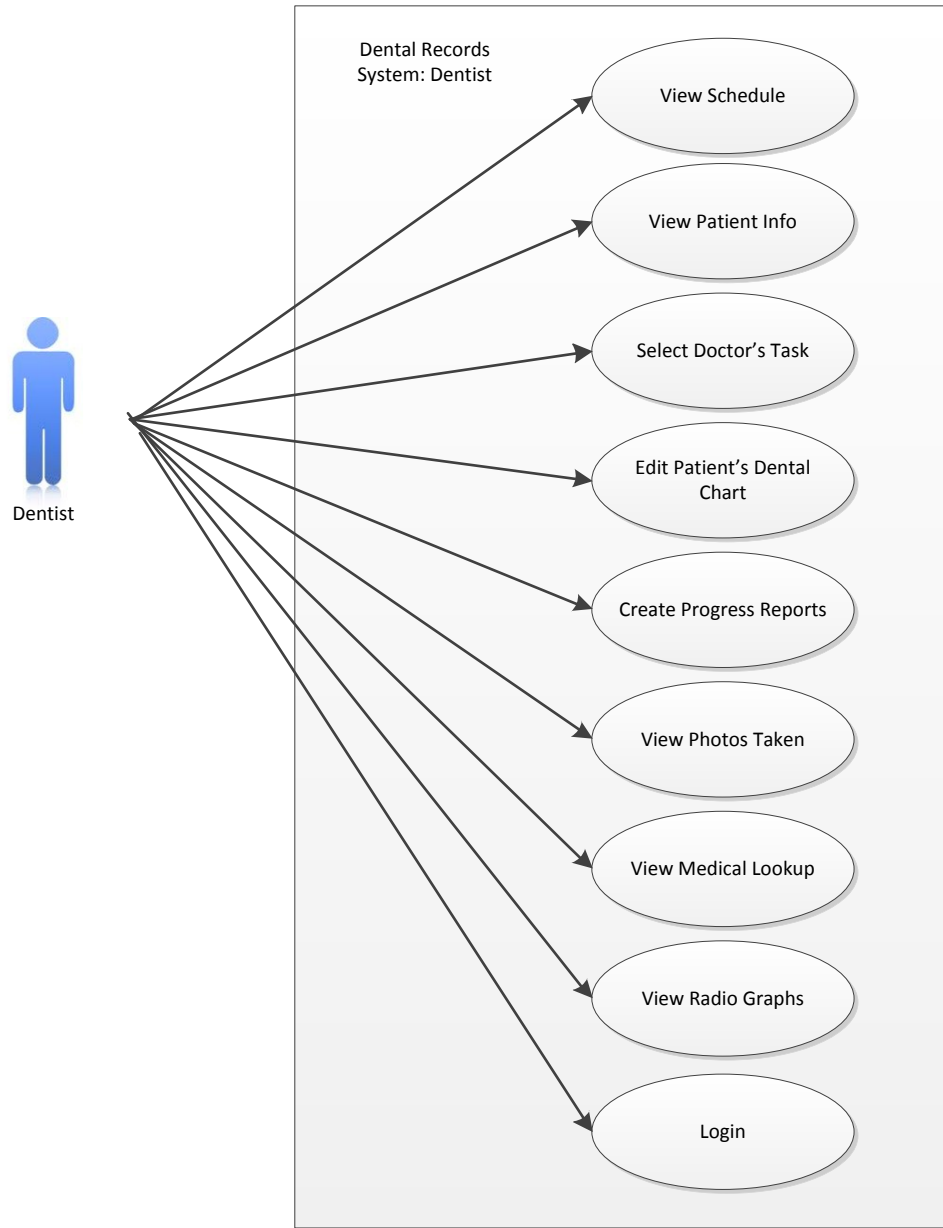 Dental Records
System: Dentist
View Schedule
View Patient Info
Select Doctor’s Task
Edit Patient’s Dental
Chart
Dentist
Create Progress Reports
View Photos Taken
View Medical Lookup
View Radio Graphs
Login